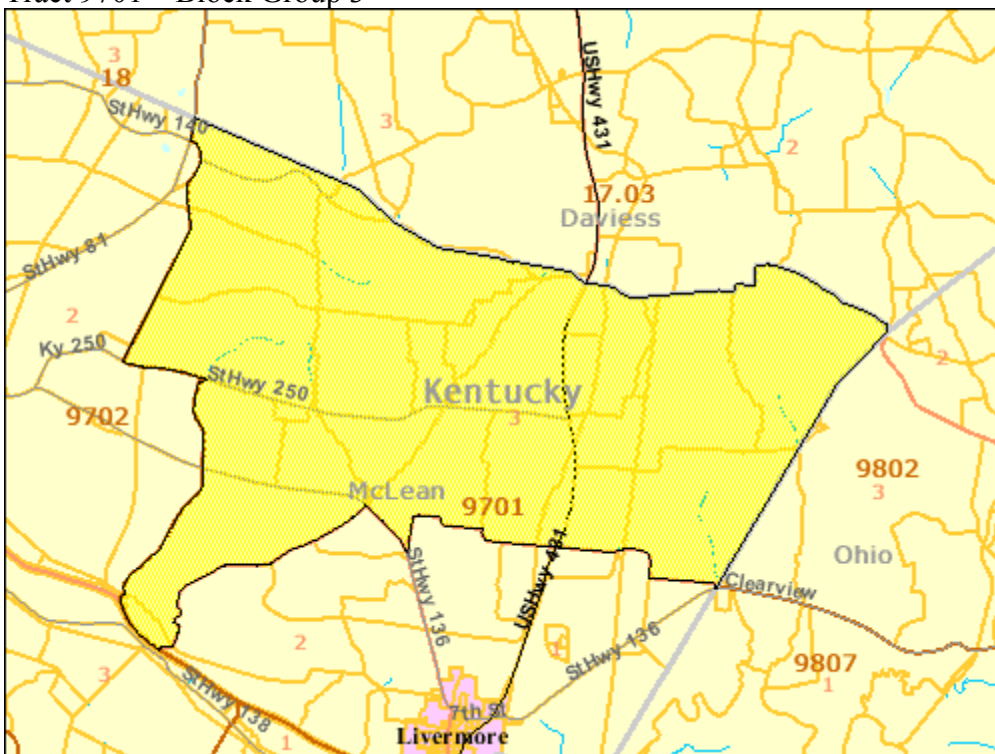 Tract 9701 – Block Group 3
3
18
StHwy 140
3
USHwy 431
2
17.03
Daviess
StHwy 81
2
Ky 250
StHwy 250
Kentucky
3
2
9702
McLean
9701
9802
3
Ohio
StHwy 136
USHwy 431
Clearview
2
1
StHwy 136
9807
1
3
StHwy 138
7th St
Livermore
1